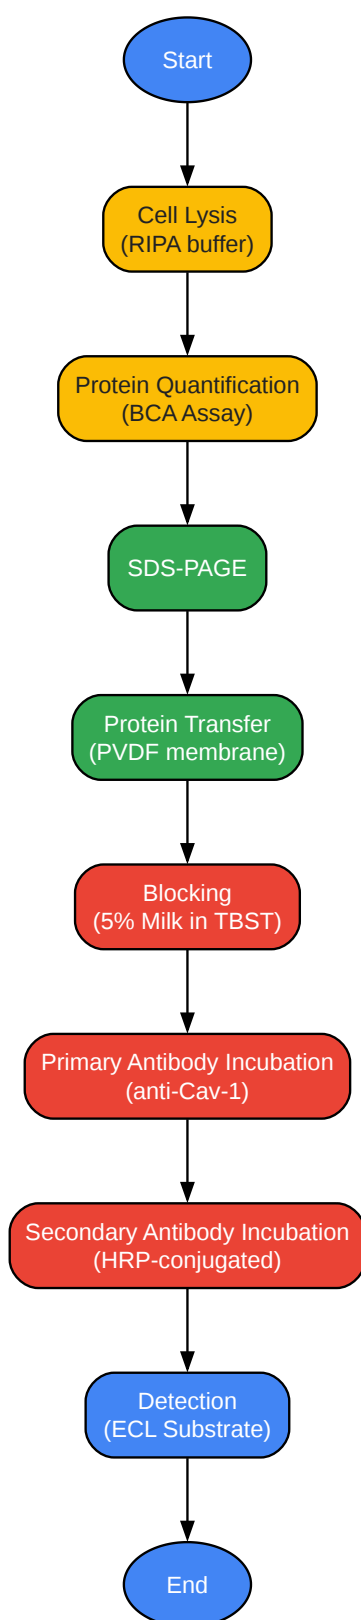 Start
Cell Lysis
(RIPA buffer)
Protein Quantification
(BCA Assay)
SDS-PAGE
Protein Transfer
(PVDF membrane)
Blocking
(5% Milk in TBST)
Primary Antibody Incubation
(anti-Cav-1)
Secondary Antibody Incubation
(HRP-conjugated)
Detection
(ECL Substrate)
End